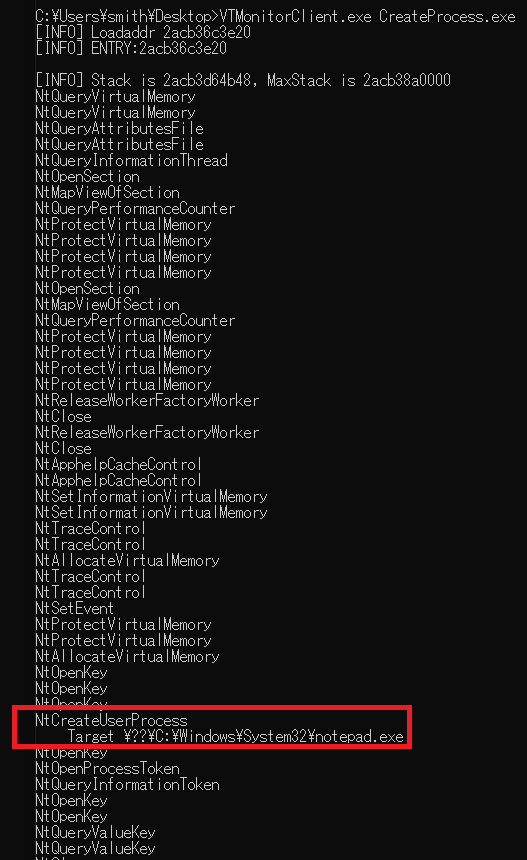 C:¥Users¥smith¥Desktop>VTMonitorClient.exe CreateProcess.exe
[INFO] Loadaddr 2acb36c3e20
[INFO] ENTRY:2acb36c3e20
[INFO] Stack is 2acb3d64b48, MaxStack is 2acb38a0000
NtQueryVirtualMemory
NtQueryVirtualMemory
NtQueryAttributesFile
NtQueryAttributesFile
NtQueryInformationThread
NtOpenSection
NtMapViewOfSection
NtQueryPerformanceCounter
NtProtectVirtualMemory
NtProtectVirtualMemory
NtProtectVirtualMemory
NtProtectVirtualMemory
NtOpenSection
NtMapViewOfSection
NtQueryPerformanceCounter
NtProtectVirtualMemory
NtProtectVirtualMemory
NtProtectVirtualMemory
NtProtectVirtualMemory
NtReleaseWorkerFactoryWorker
NtClose
NtReleaseWorkerFactoryWorker
NtClose
NtApphelpCacheControl
NtApphelpCacheControl
NtSetInformationVirtualMemory
NtSetInformationVirtualMemory
NtTraceControl
NtTraceControl
NtAllocateVirtualMemory
NtTraceControl
NtTraceControl
NtSetEvent
NtProtectVirtualMemory
NtProtectVirtualMemory
NtAllocateVirtualMemory
NtOpenKey
NtOpenKey
NtOpenKey
NtCreateUserProcess
Target ¥??¥C:¥Windows¥System32¥notepad.exe
NtOpenKey
NtOpenProcessToken
NtQueryInformationToken
NtOpenKey
NtOpenKey
NtQueryValueKey
NtQueryValueKey